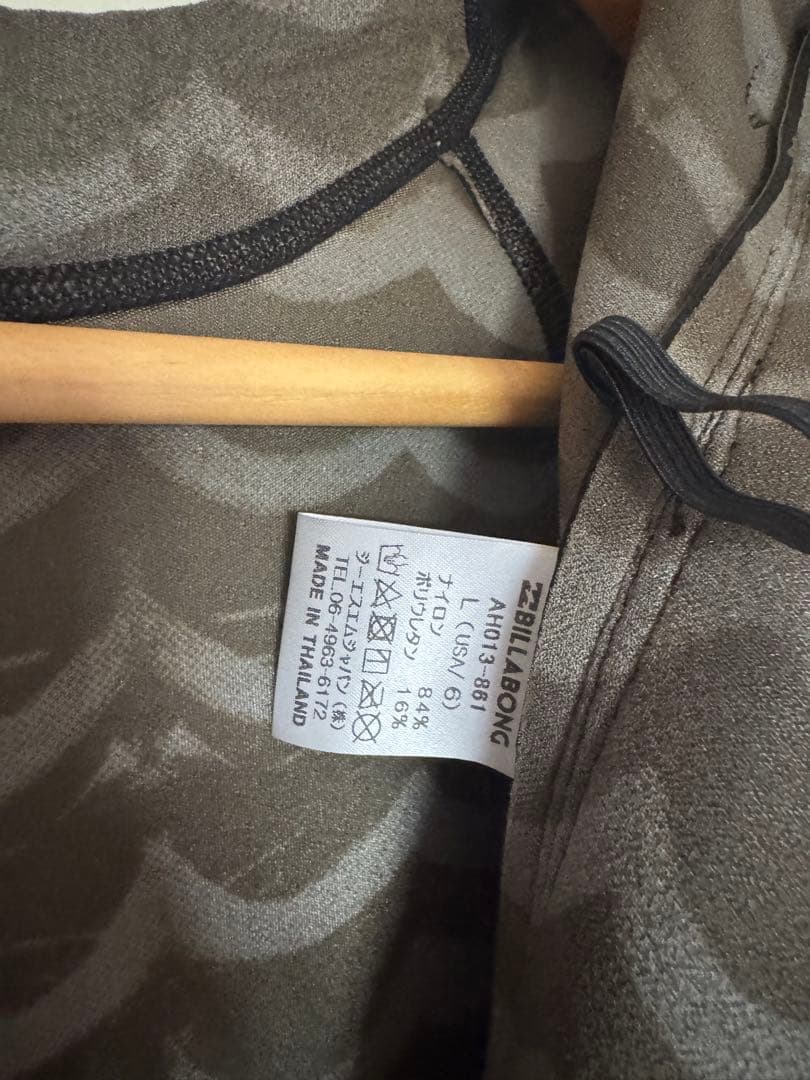 BILLABONG
AH013-861
L (USA/6)
ナイロン 84%
ポリウレタン 16%
ジーエスエムジャパン(株)
TEL.06-4963-6172
MADE IN THAILAND